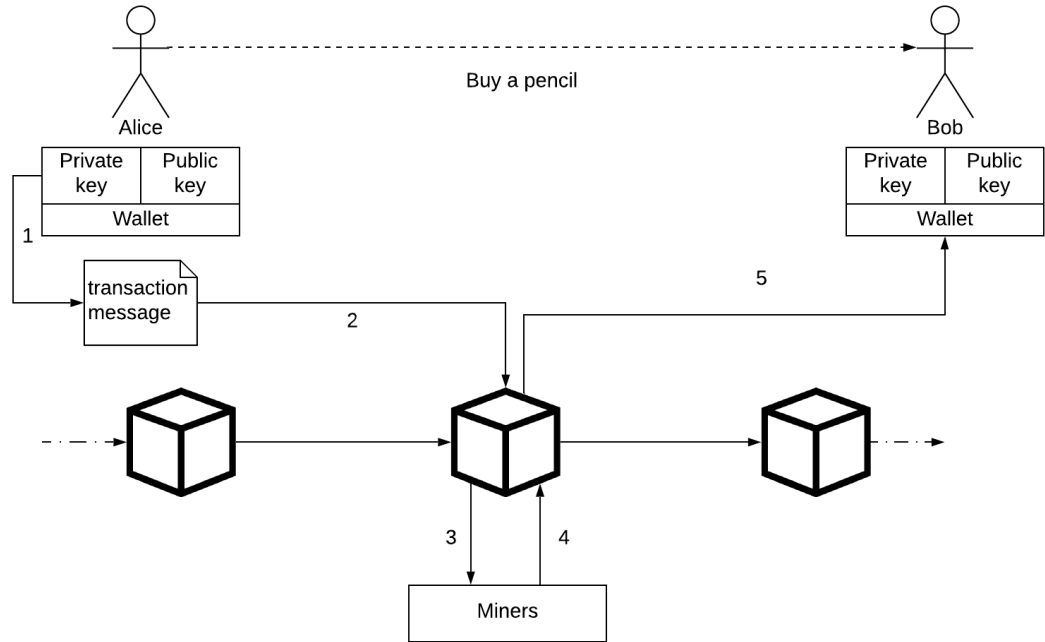 Buy a pencil
Alice
Bob
Private
key
Public
key
Wallet
Private
key
Public
key
Wallet
1
transaction
message
2
5
3
4
Miners